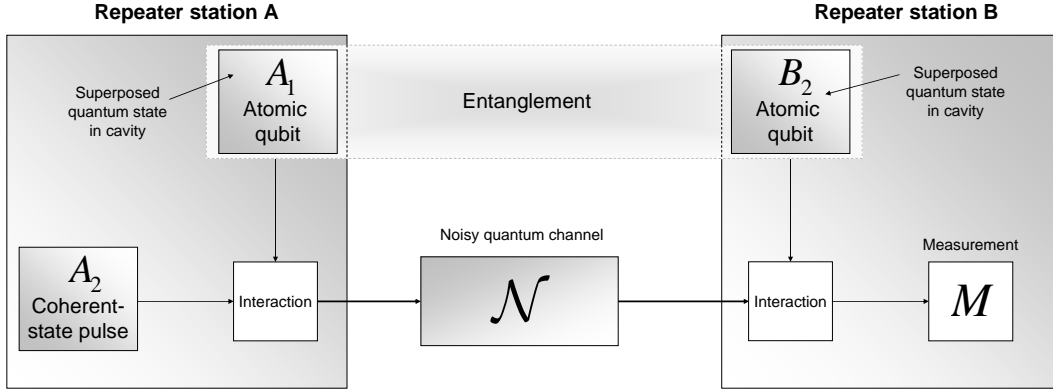 Repeater station A
Repeater station B
Superposed
quantum state
in cavity
A₁
Atomic
qubit
Entanglement
B₂
Atomic
qubit
Superposed
quantum state
in cavity
A₂
Coherent-
state pulse
Interaction
Noisy quantum channel
𝒩
Interaction
Measurement
M